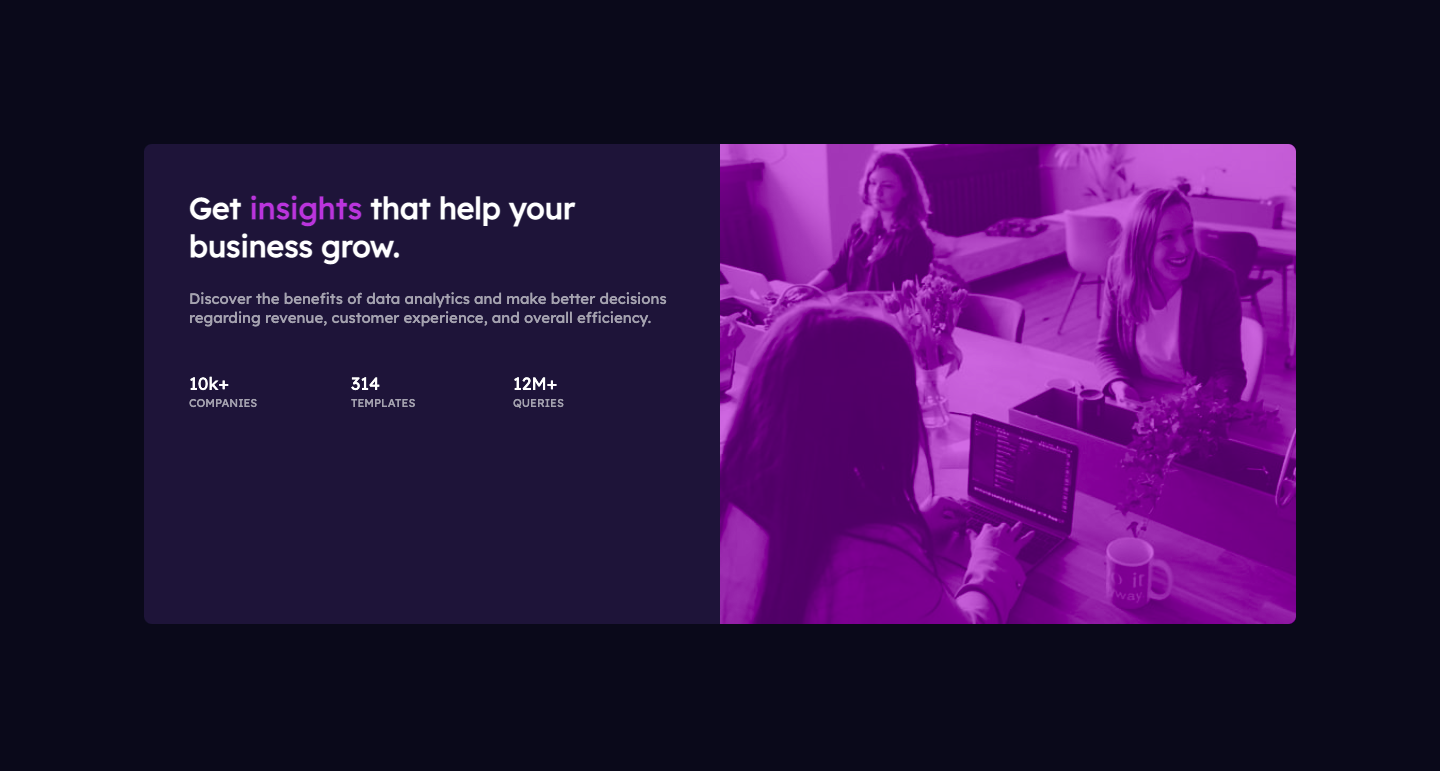 Get insights that help your
business grow.
Discover the benefits of data analytics and make better decisions
regarding revenue, customer experience, and overall efficiency.
10k+
COMPANIES
314
TEMPLATES
12M+
QUERIES